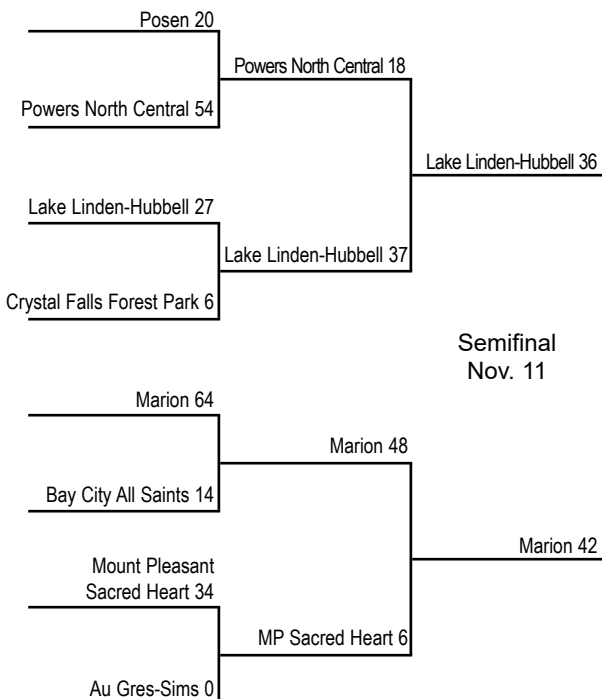 Posen 20
Powers North Central 18
Powers North Central 54
Lake Linden-Hubbell 36
Lake Linden-Hubbell 27
Lake Linden-Hubbell 37
Crystal Falls Forest Park 6
Semifinal
Nov. 11
Marion 64
Marion 48
Bay City All Saints 14
Marion 42
Mount Pleasant
Sacred Heart 34
MP Sacred Heart 6
Au Gres-Sims 0